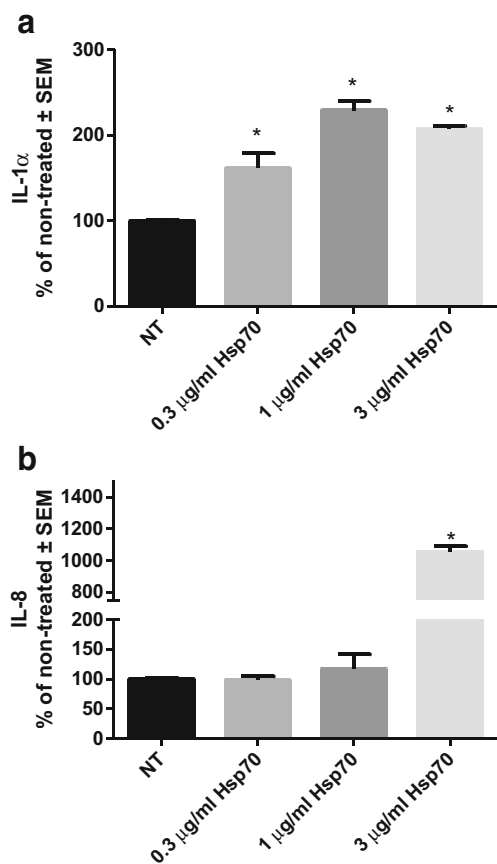 a
IL-1α
% of non-treated ± SEM
300
200
100
0
*
*
*
NT
0.3 μg/ml Hsp70
1 μg/ml Hsp70
3 μg/ml Hsp70
b
IL-8
% of non-treated ± SEM
1400
1200
1000
800
200
150
100
50
0
*
NT
0.3 μg/ml Hsp70
1 μg/ml Hsp70
3 μg/ml Hsp70